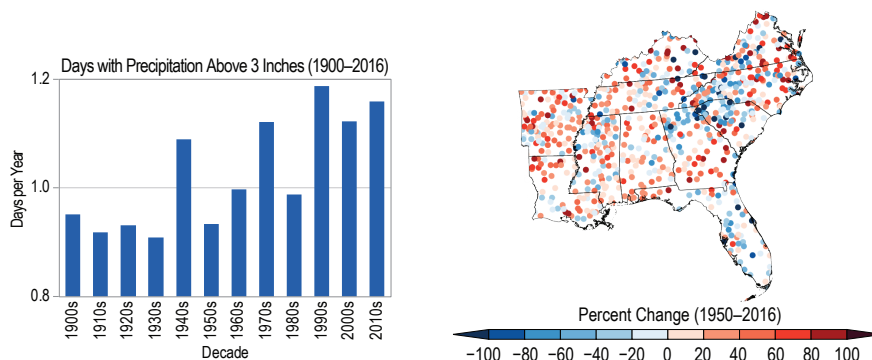 Days with Precipitation Above 3 Inches (1900–2016)
1.2
1.0
0.8
Days per Year
1900s 1910s 1920s 1930s 1940s 1950s 1960s 1970s 1980s 1990s 2000s 2010s
Decade
Percent Change (1950–2016)
−100 −80 −60 −40 −20 0 20 40 60 80 100